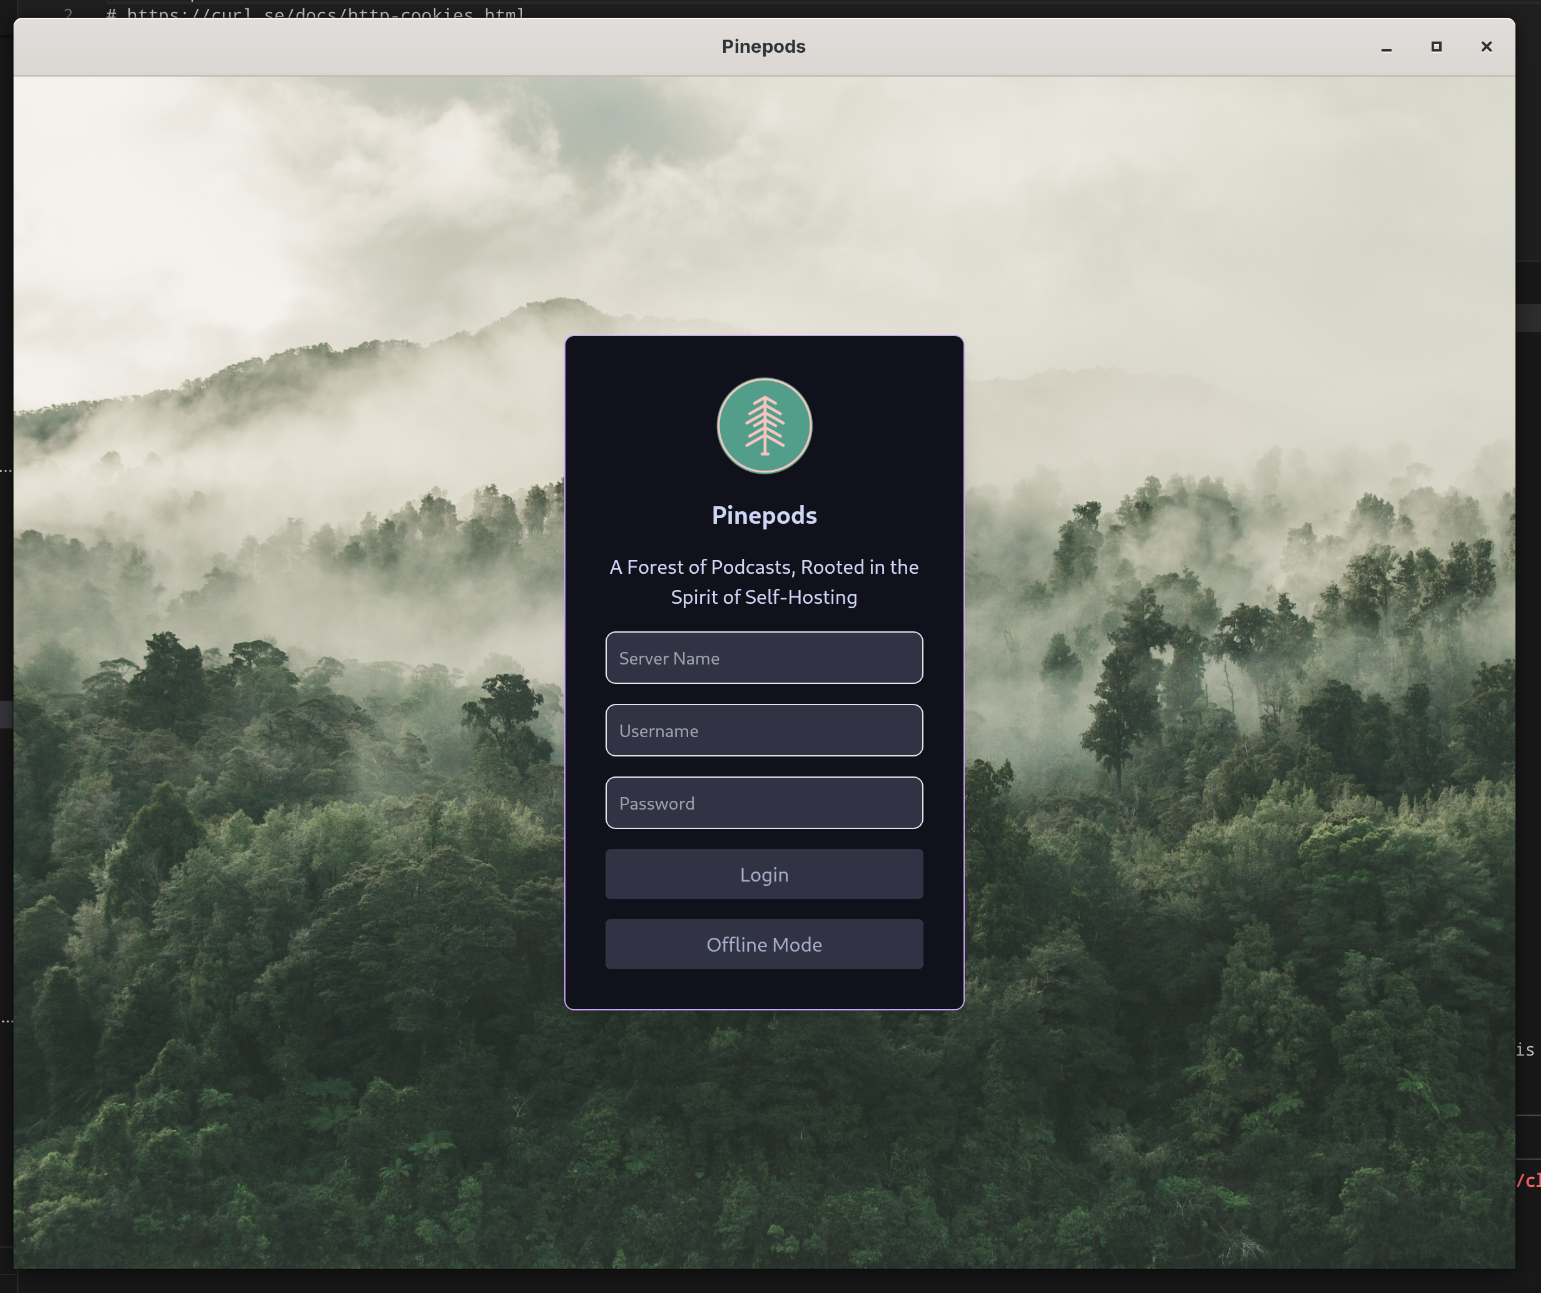 2 # https://curl.se/docs/http-cookies.html
Pinepods
Pinepods
A Forest of Podcasts, Rooted in the
Spirit of Self-Hosting
Server Name
Username
Password
Login
Offline Mode
is
/cl